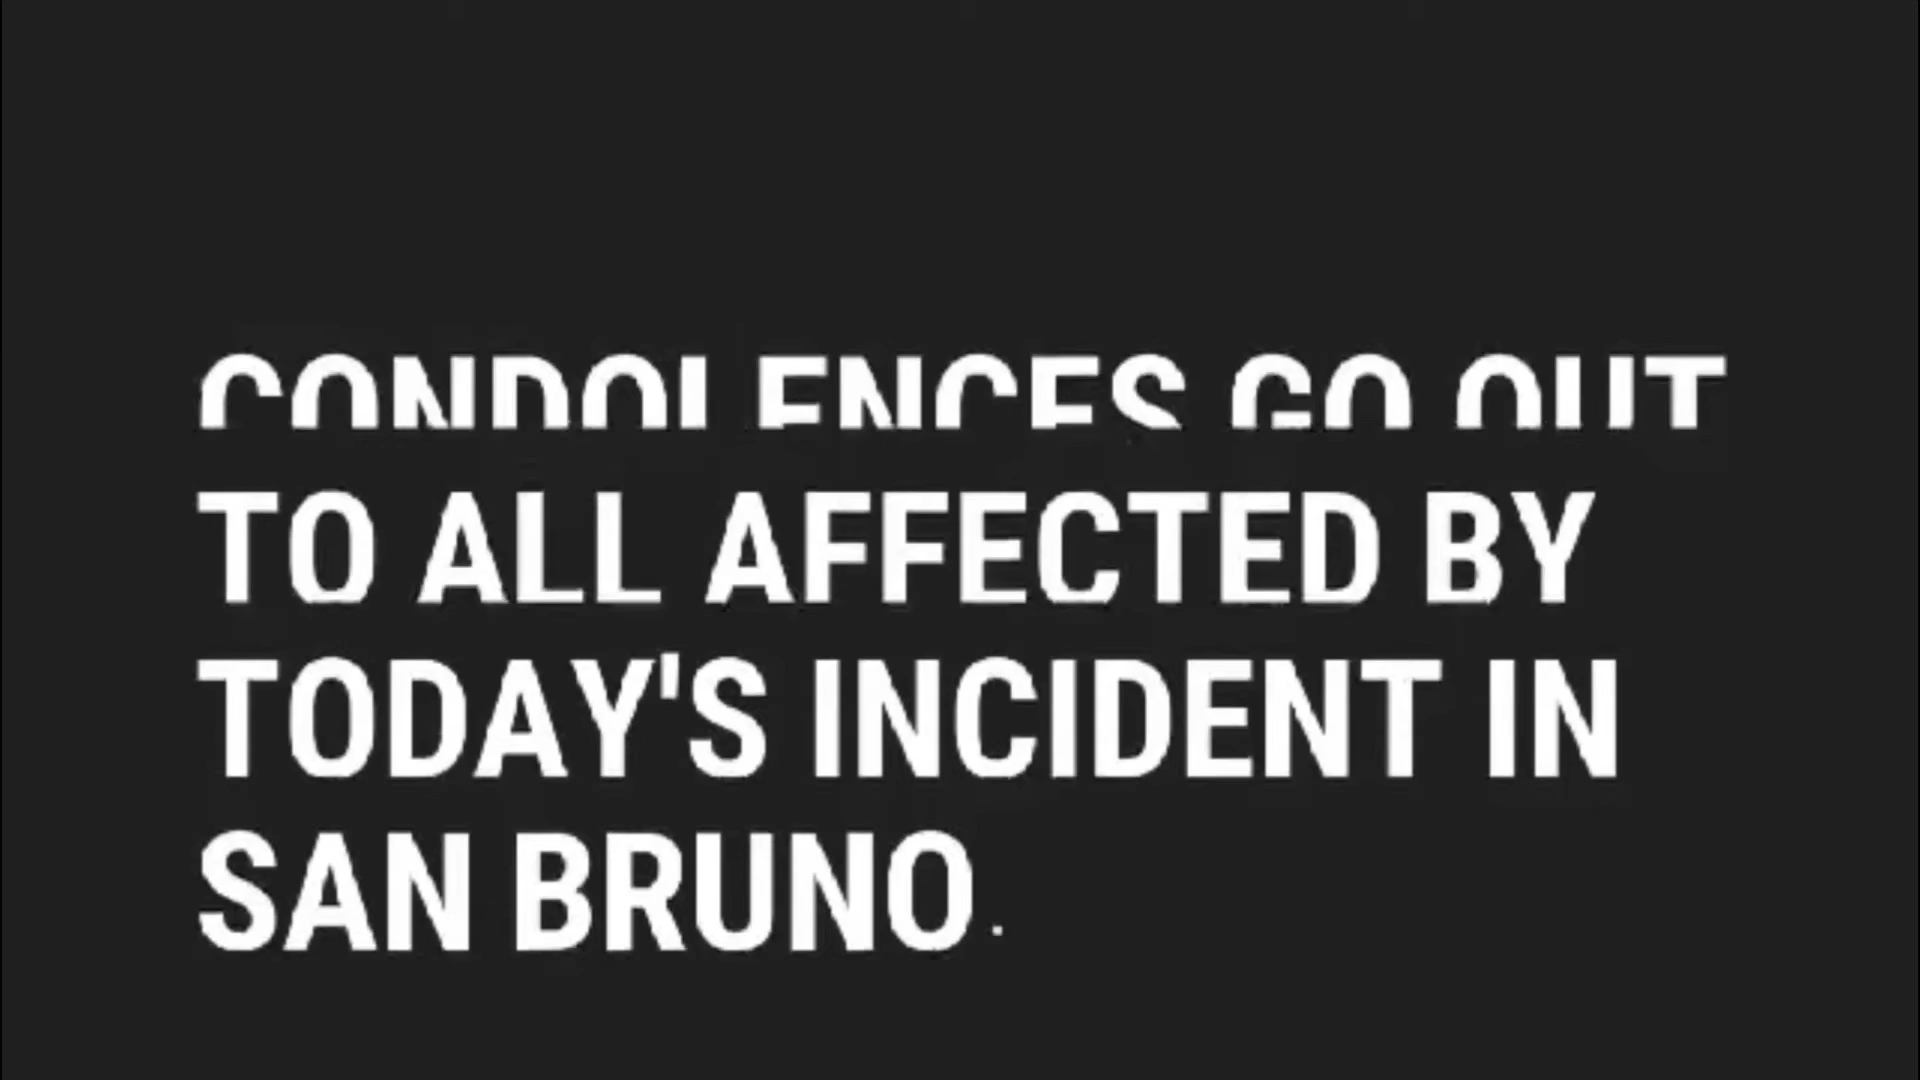 CONDOLENCES GO OUT
TO ALL AFFECTED BY
TODAY'S INCIDENT IN
SAN BRUNO.